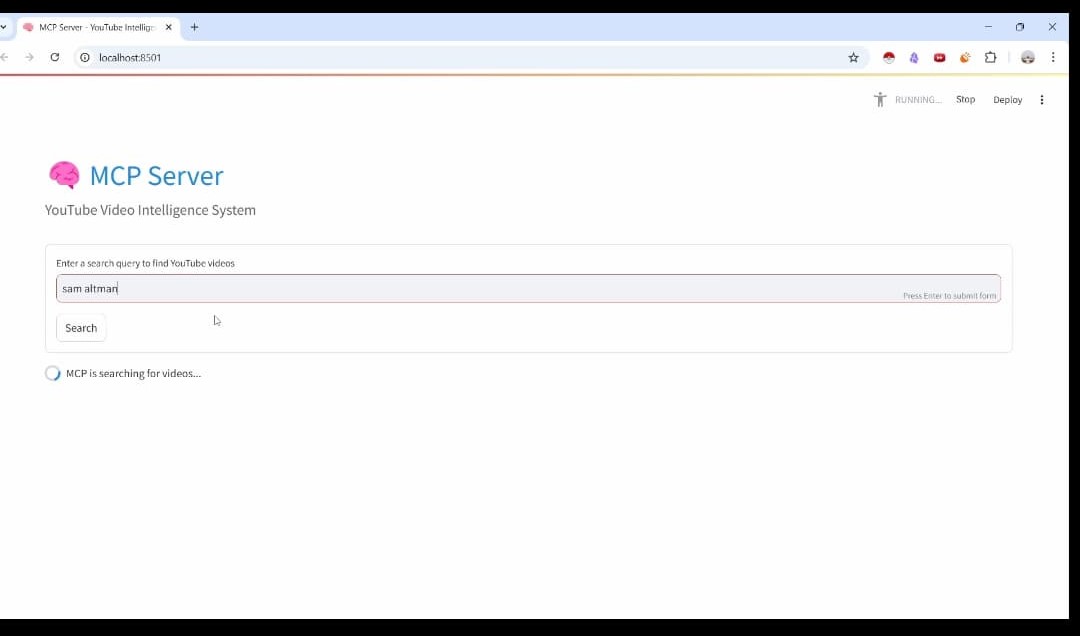 MCP Server - YouTube Intellige
localhost:8501
RUNNING...
Stop
Deploy
MCP Server
YouTube Video Intelligence System
Enter a search query to find YouTube videos
sam altman
Press Enter to submit form
Search
MCP is searching for videos...